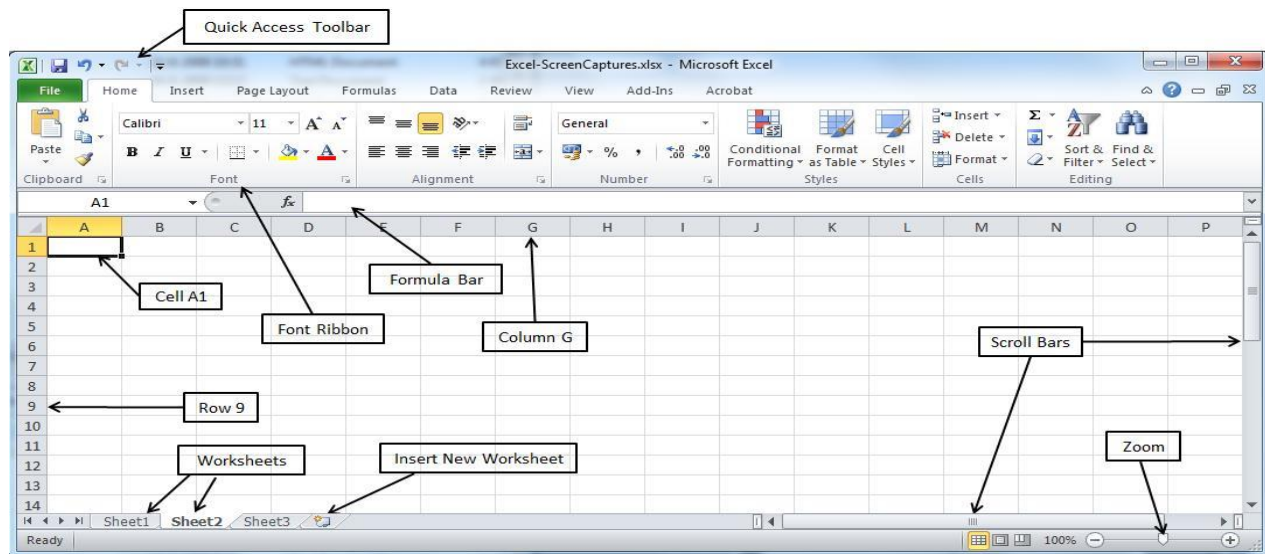 Quick Access Toolbar
Excel-ScreenCaptures.xlsx - Microsoft Excel
File Home Insert Page Layout Formulas Data Review View Add-Ins Acrobat
Calibri 11 General
Paste
B I U A % , Conditional Formatting Format as Table Cell Styles
Insert
Delete
Format
Σ Sort & Filter Find & Select
Clipboard Font Alignment Number Styles Cells Editing
A1 fx
A B C D E F G H I J K L M N O P
1
2
3
4
5
6
7
8
9
10
11
12
13
14
Cell A1
Formula Bar
Font Ribbon
Column G
Scroll Bars
Row 9
Worksheets
Insert New Worksheet
Zoom
Sheet1 Sheet2 Sheet3
Ready 100%